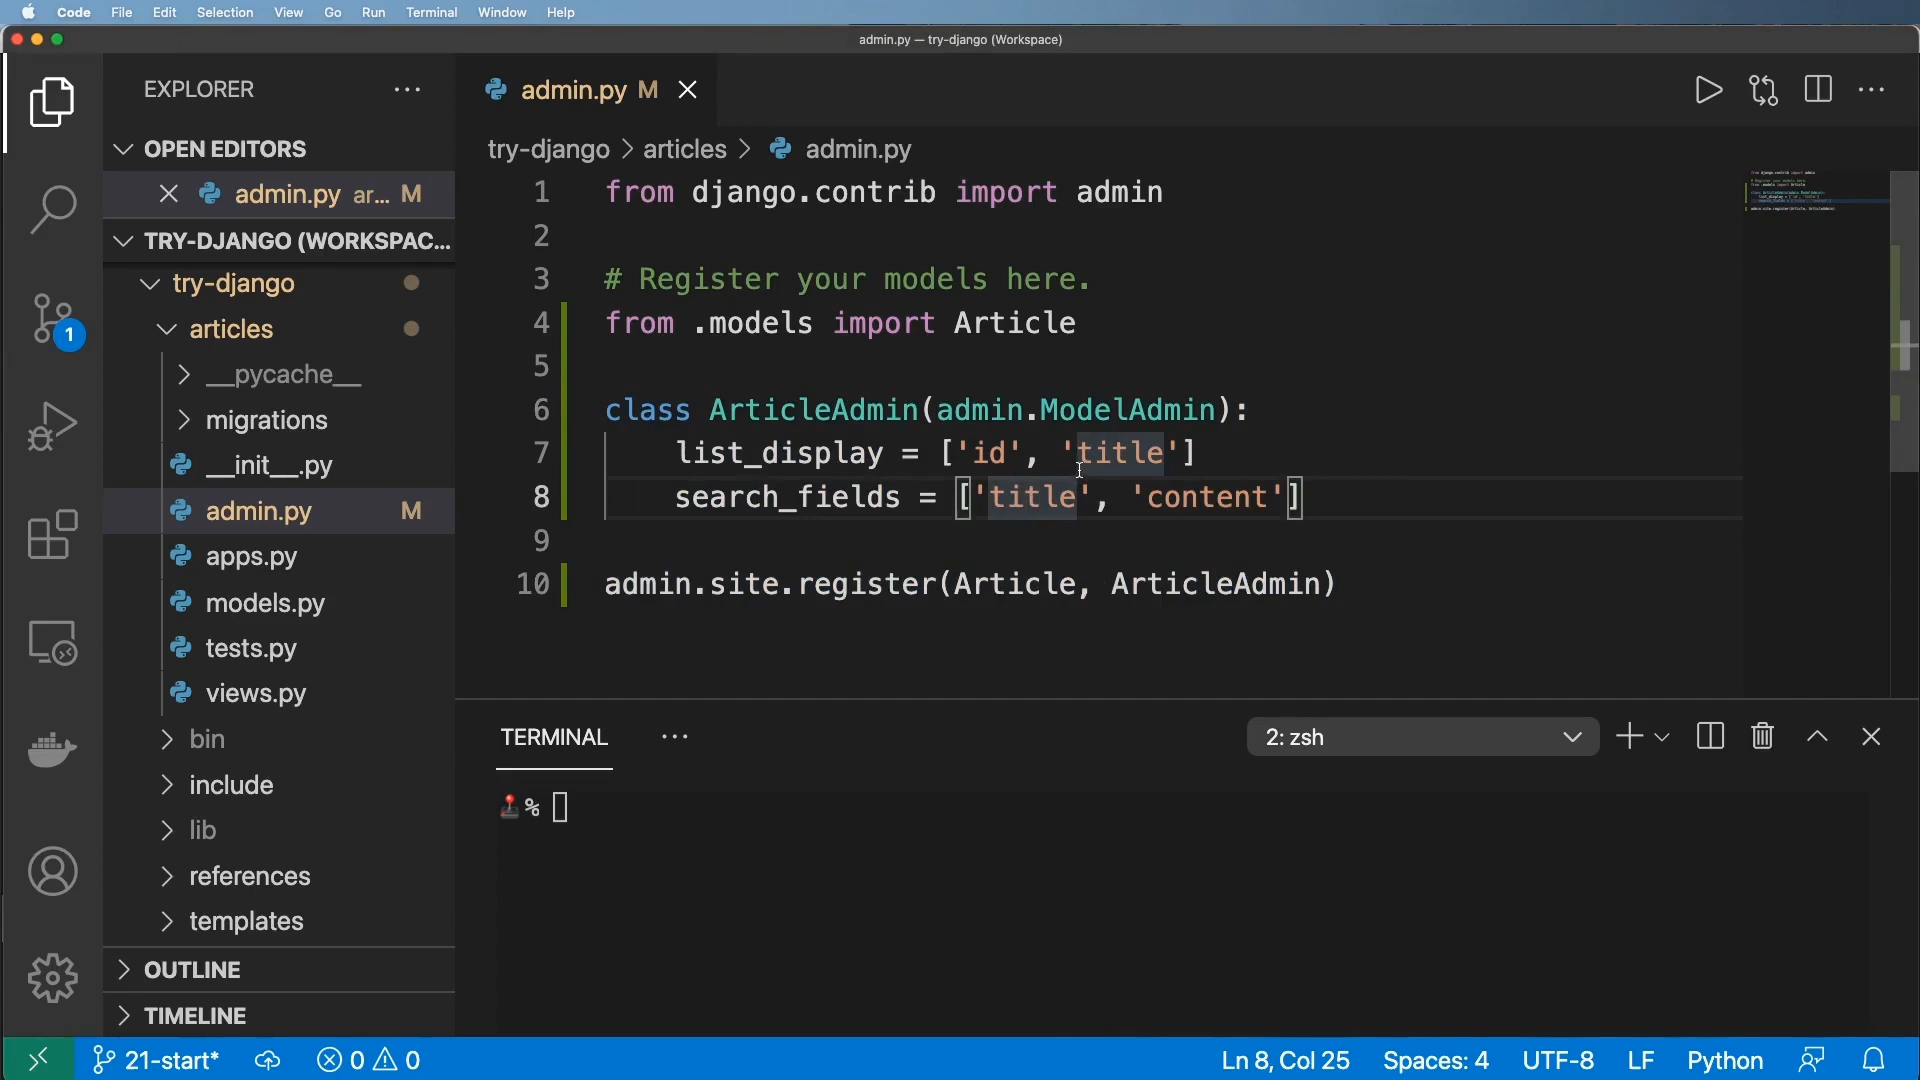 Code File Edit Selection View Go Run Terminal Window Help
admin.py — try-django (Workspace)
EXPLORER
OPEN EDITORS
admin.py ar... M
TRY-DJANGO (WORKSPAC...
try-django
articles
__pycache__
migrations
__init__.py
admin.py M
apps.py
models.py
tests.py
views.py
bin
include
lib
references
templates
OUTLINE
TIMELINE
1
admin.py M
try-django > articles > admin.py
1 from django.contrib import admin
2
3 # Register your models here.
4 from .models import Article
5
6 class ArticleAdmin(admin.ModelAdmin):
7 list_display = ['id', 'title']
8 search_fields = ['title', 'content']
9
10 admin.site.register(Article, ArticleAdmin)
TERMINAL
2: zsh
%
21-start* 0 0 Ln 8, Col 25 Spaces: 4 UTF-8 LF Python